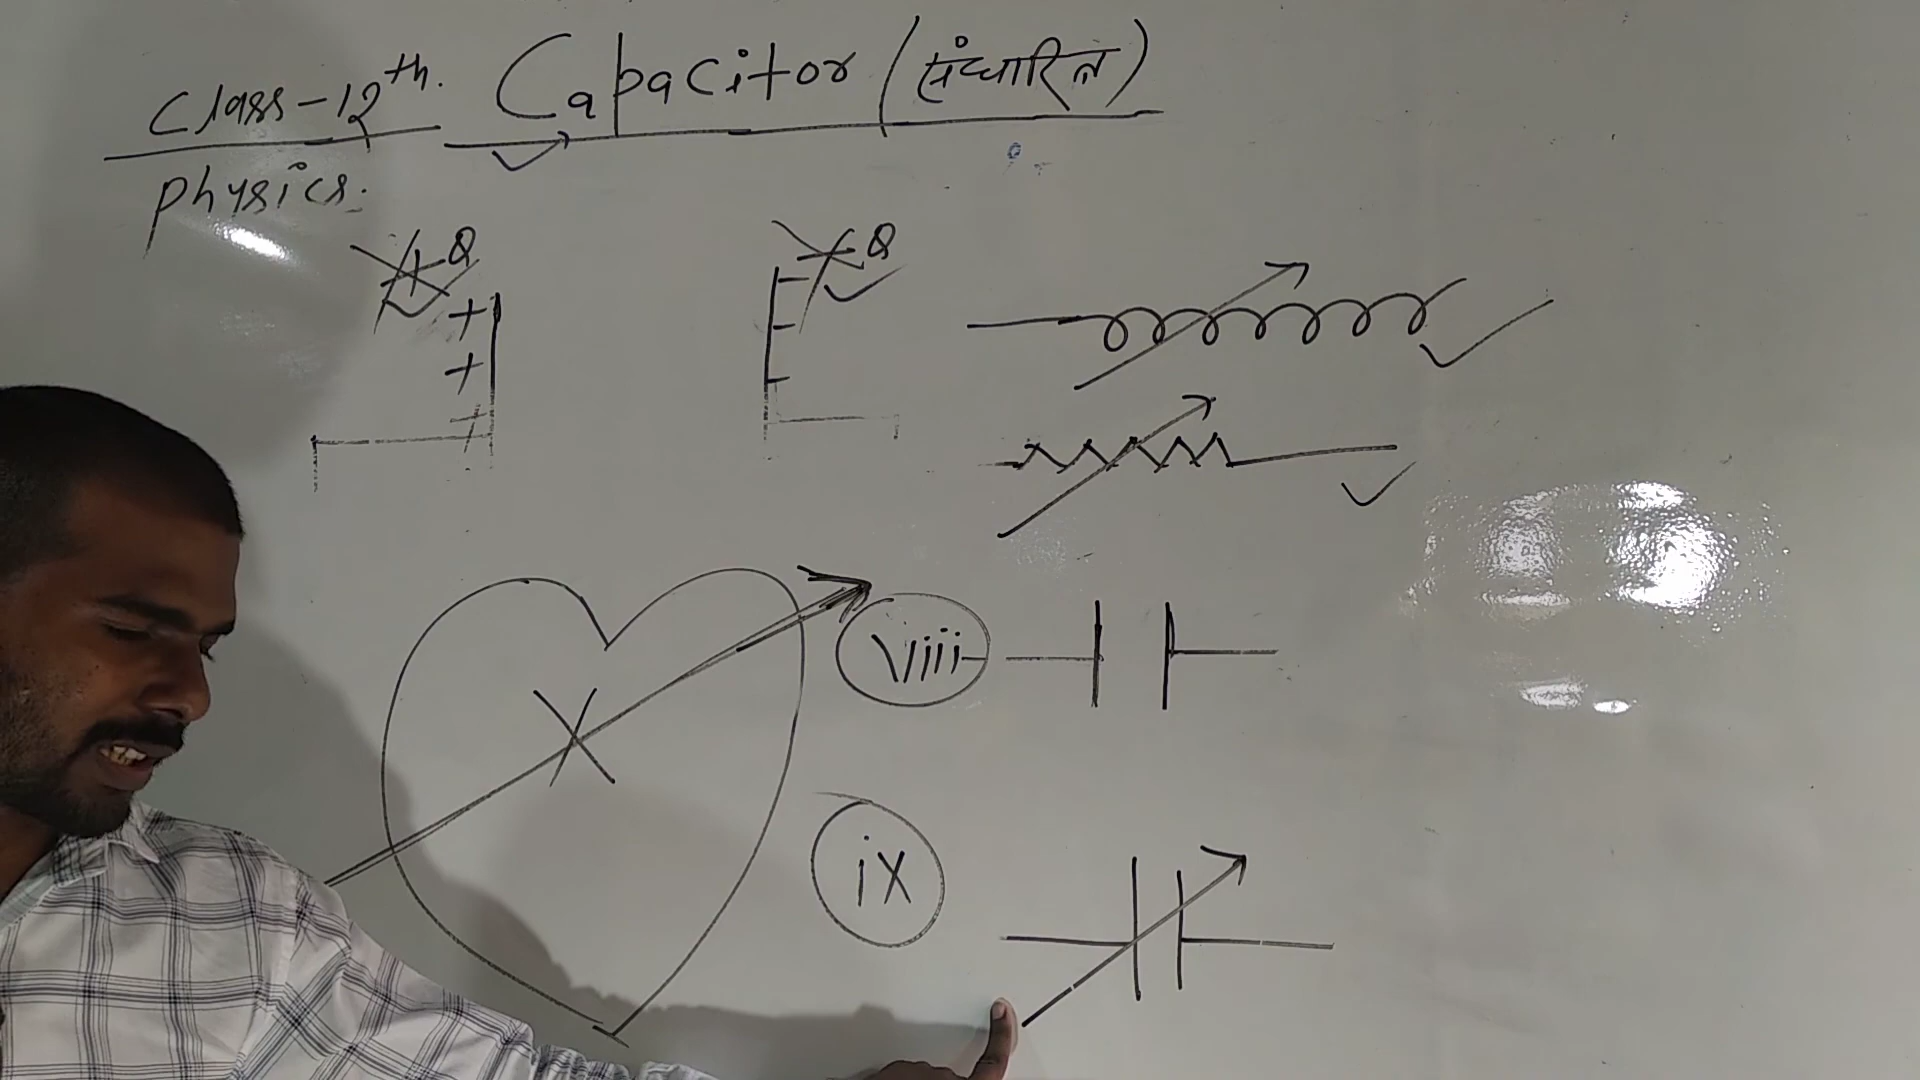 Class-12th. Capacitor (संधारित्र)
Physics.
+Q -Q
+ -
+ -
+ -
viii
X
ix